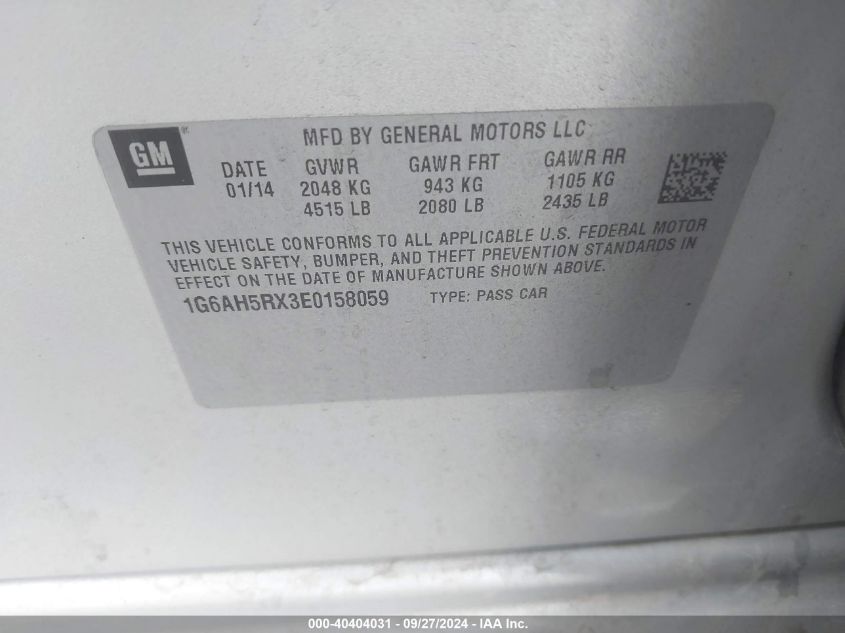 GM
MFD BY GENERAL MOTORS LLC
DATE GVWR GAWR FRT GAWR RR
01/14 2048 KG 943 KG 1105 KG
4515 LB 2080 LB 2435 LB
THIS VEHICLE CONFORMS TO ALL APPLICABLE U.S. FEDERAL MOTOR
VEHICLE SAFETY, BUMPER, AND THEFT PREVENTION STANDARDS IN
EFFECT ON THE DATE OF MANUFACTURE SHOWN ABOVE.
1G6AH5RX3E0158059 TYPE: PASS CAR
000-40404031 - 09/27/2024 - IAA Inc.